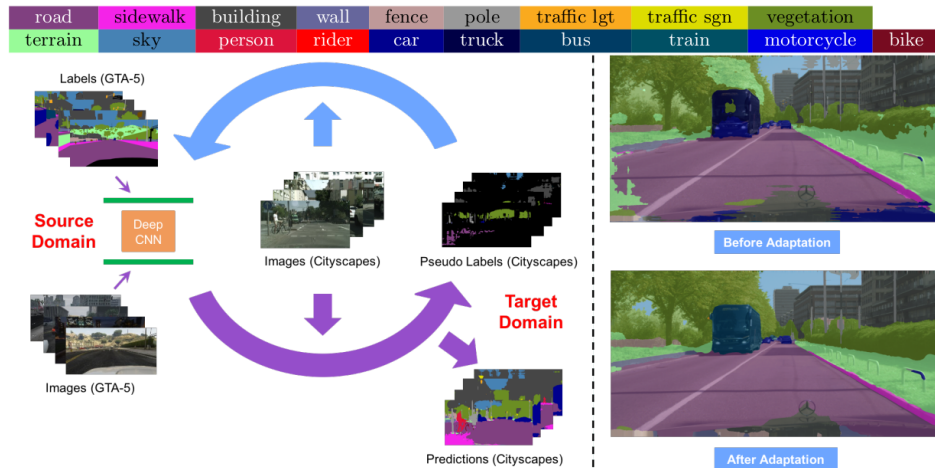 road sidewalk building wall fence pole traffic lgt traffic sgn vegetation
terrain sky person rider car truck bus train motorcycle bike
Labels (GTA-5)
Source
Domain
Deep
CNN
Images (GTA-5)
Images (Cityscapes)
Pseudo Labels (Cityscapes)
Target
Domain
Predictions (Cityscapes)
Before Adaptation
After Adaptation